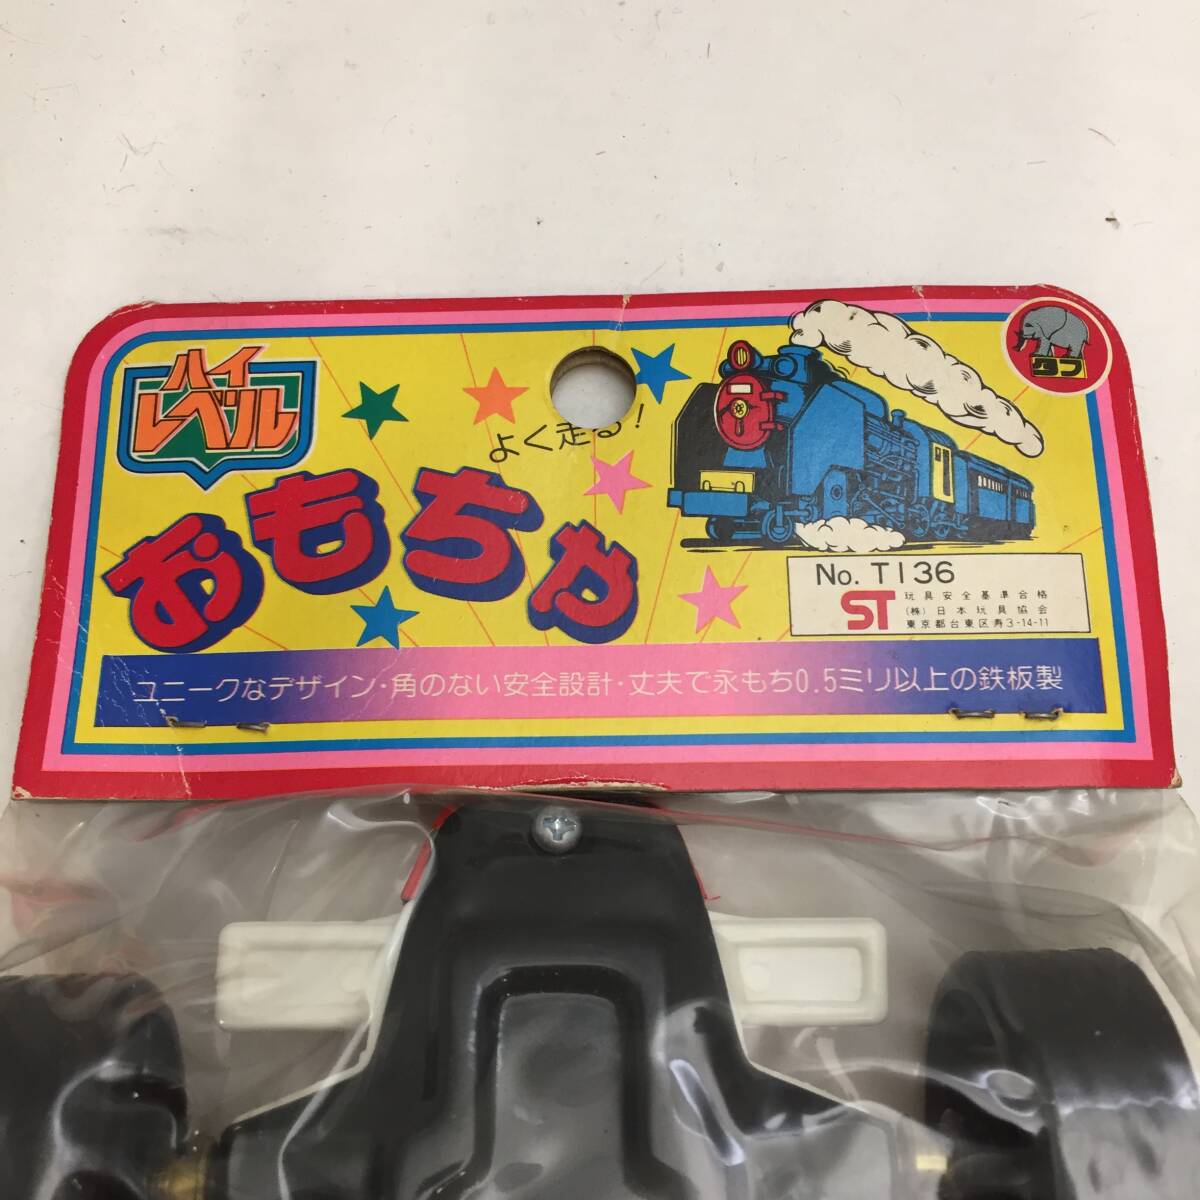 ハイ
レベル
よく走る!
おもちゃ
タフ
No. T136
ST
玩具安全基準合格
(株)日本玩具協会
東京都台東区寿3-14-11
ユニークなデザイン・角のない安全設計・丈夫で永もち0.5ミリ以上の鉄板製